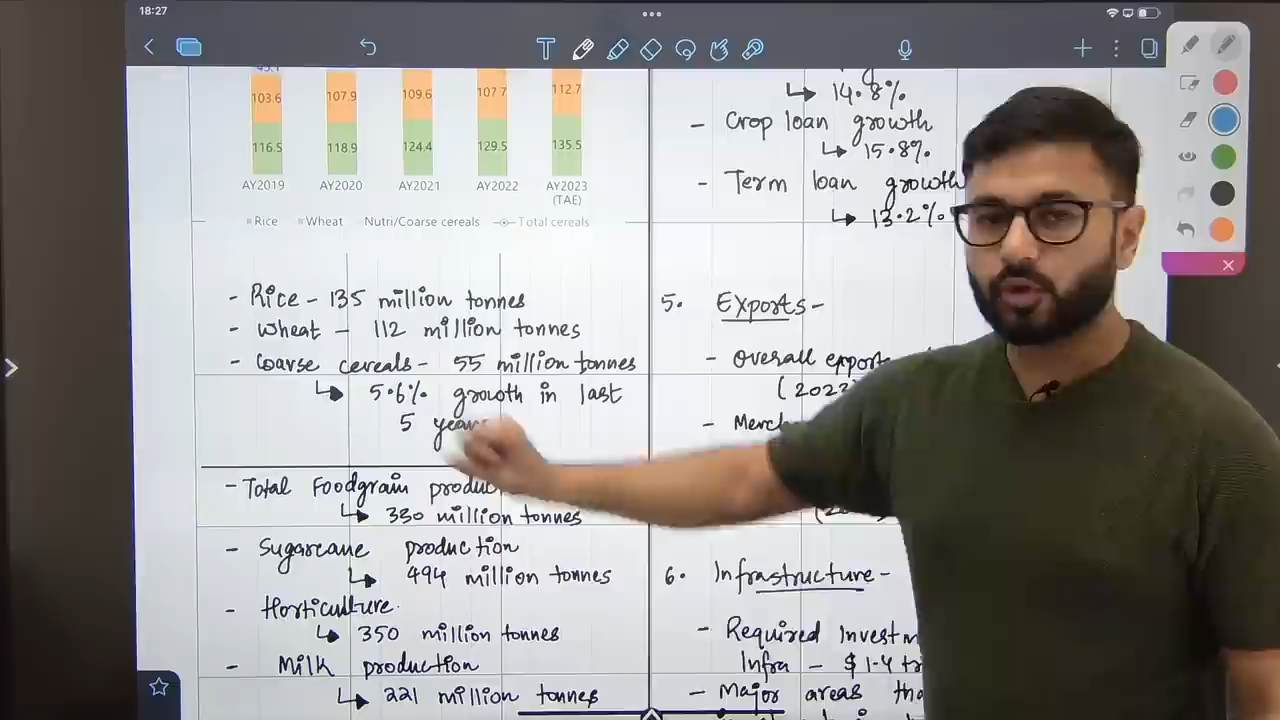 18:27
T
103.6 107.9 109.6 107.7 112.7
116.5 118.9 124.4 129.5 135.5
AY2019 AY2020 AY2021 AY2022 AY2023
(TAE)
Rice Wheat Nutri/Coarse cereals Total cereals
- Rice - 135 million tonnes
- Wheat - 112 million tonnes
- Coarse cereals - 55 million tonnes
↳ 5.6% growth in last
5 years
- Total Foodgrain
↳ 330 million tonnes
- Sugarcane production
↳ 494 million tonnes
- Horticulture
↳ 350 million tonnes
- Milk production
↳ 221 million tonnes
↳ 14.8%
- Crop loan growth
↳ 15.8%
- Term loan growth
↳ 13.2%
5. Exports -
- Overall
6. Infrastructure -
- Required
Infra - $ 1.4
- Major areas